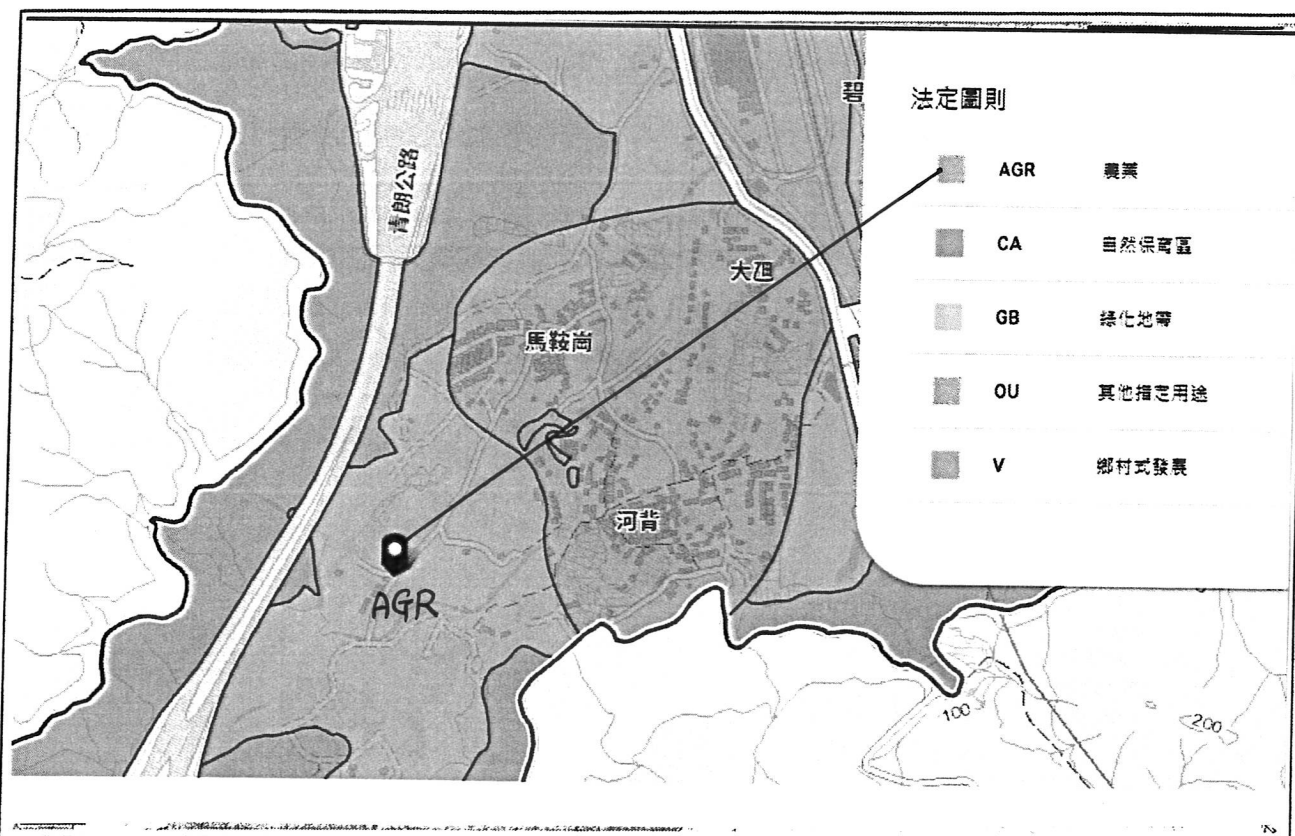 碧
法定圖則
AGR 農業
CA 自然保育區
GB 綠化地帶
OU 其他指定用途
V 鄉村式發展
青朗公路
大𭏟
馬鞍崗
河背
AGR
100
200